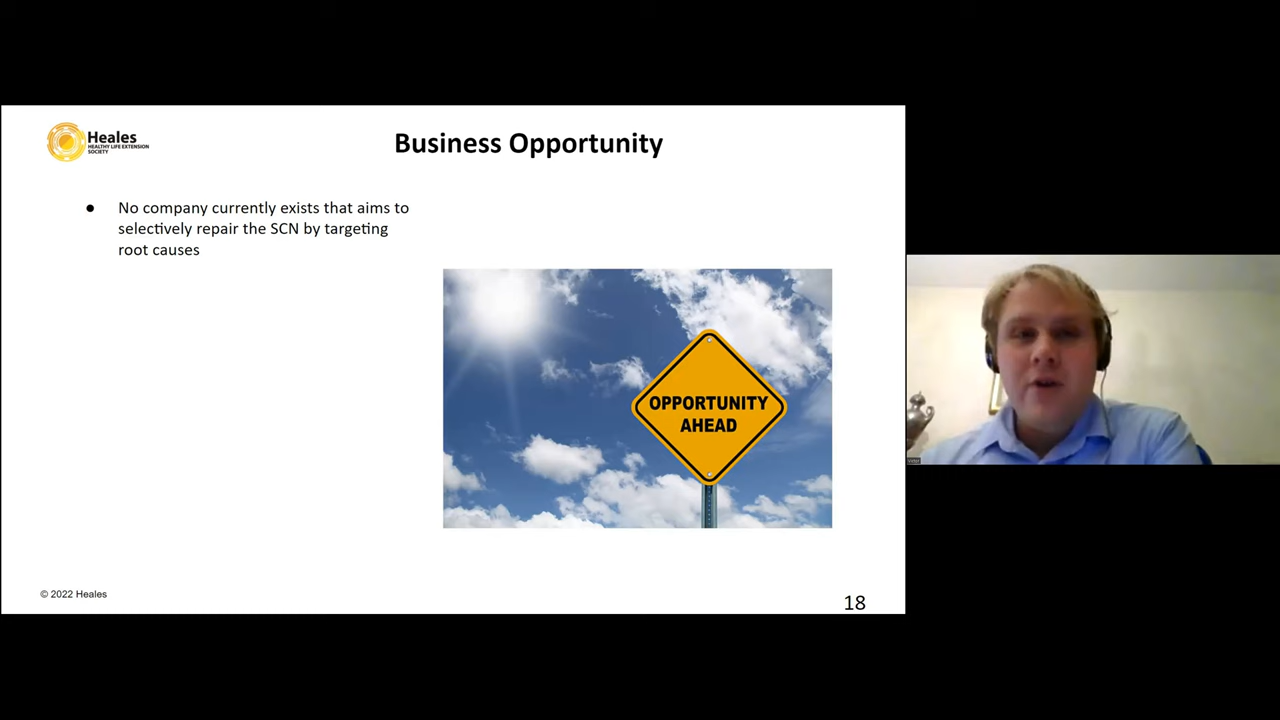 Heales
HEALTHY LIFE EXTENSION
SOCIETY
Business Opportunity
● No company currently exists that aims to
selectively repair the SCN by targeting
root causes
OPPORTUNITY
AHEAD
© 2022 Heales
18